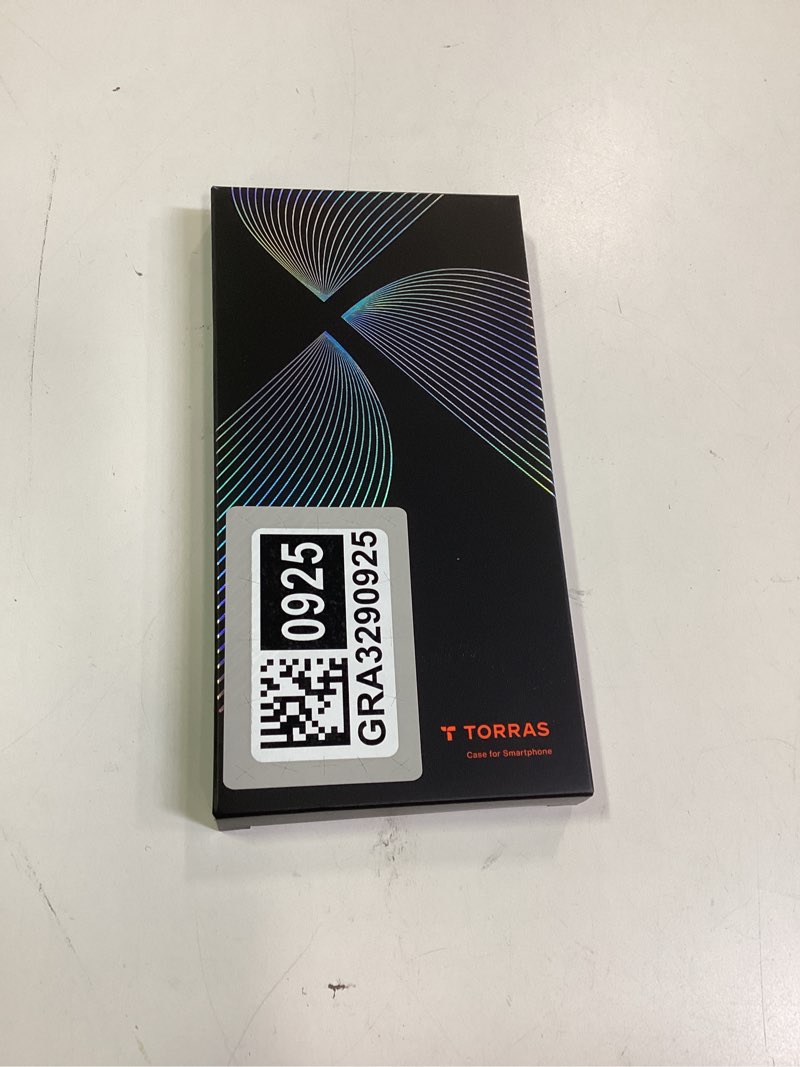 0925
GRA3290925
TORRAS
Case for Smartphone